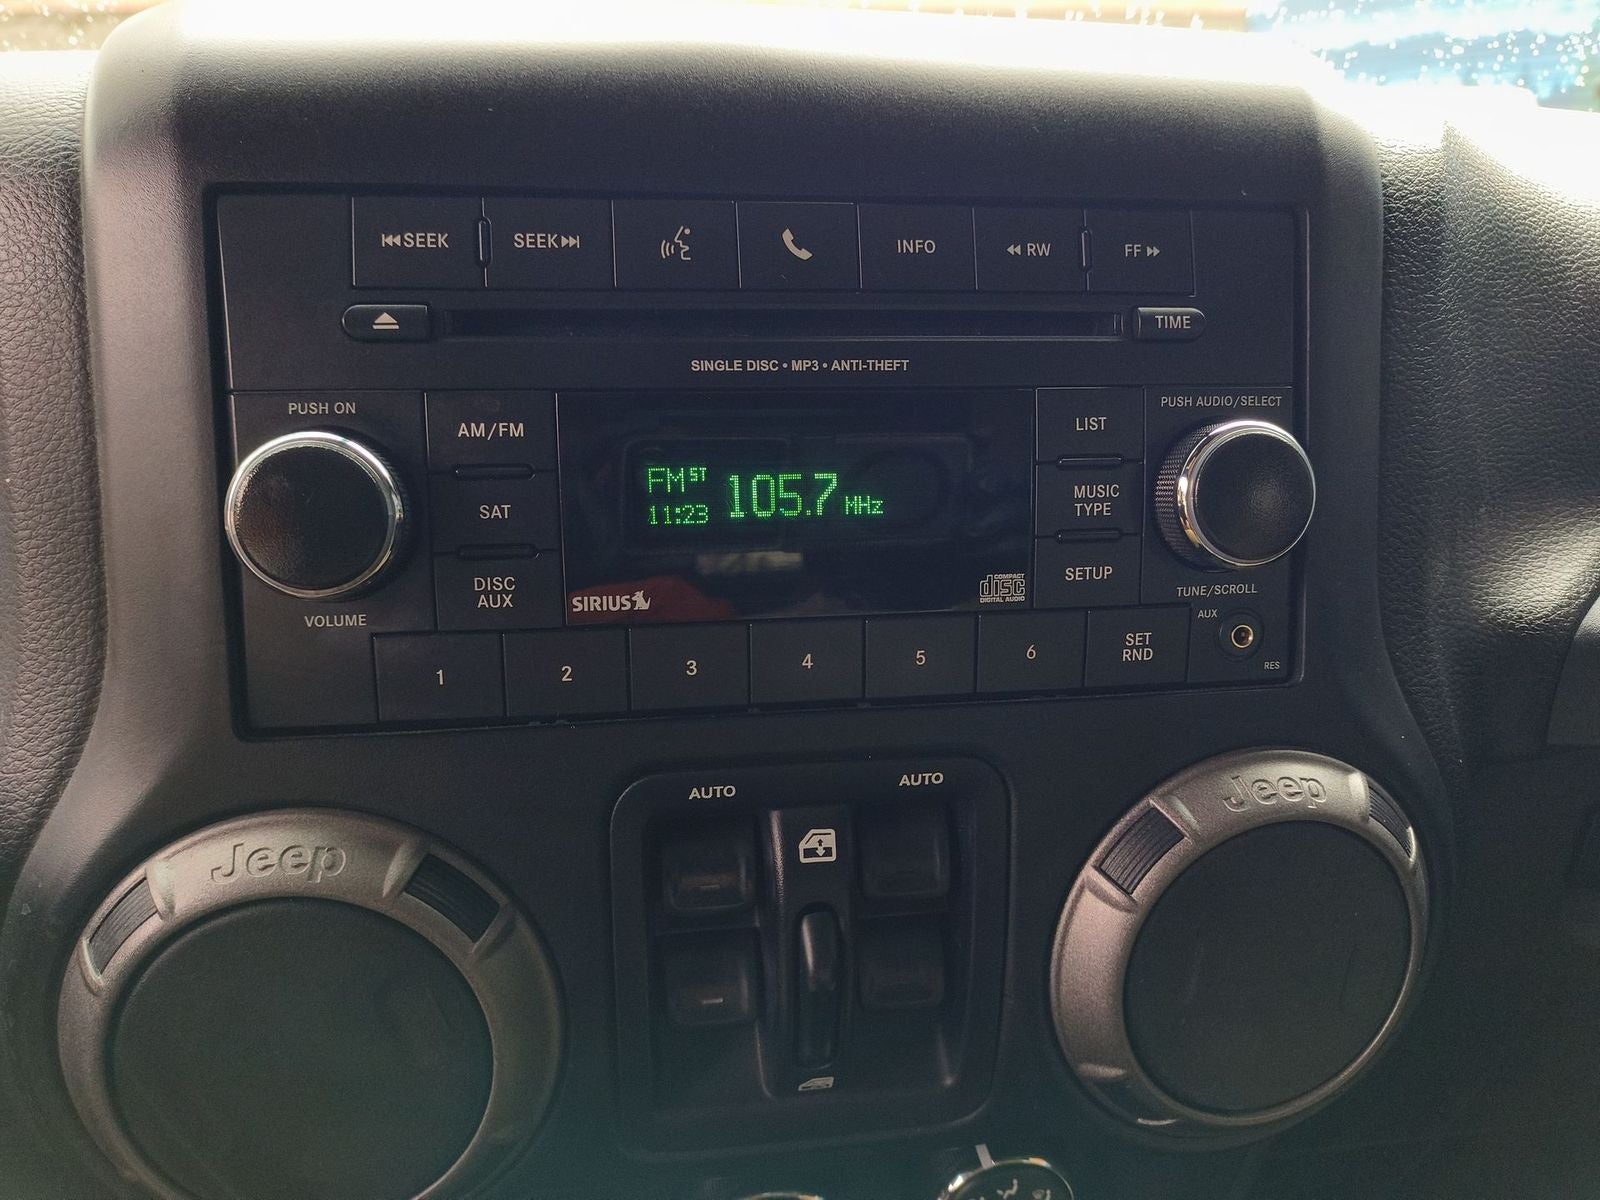 SEEK
SEEK
INFO
RW
FF
TIME
SINGLE DISC • MP3 • ANTI-THEFT
PUSH ON
AM/FM
LIST
PUSH AUDIO/SELECT
FM ST
105.7 MHz
11:23
SAT
MUSIC
TYPE
DISC
AUX
SETUP
SIRIUS
COMPACT
disc
DIGITAL AUDIO
TUNE/SCROLL
VOLUME
AUX
RES
1
2
3
4
5
6
SET
RND
AUTO
AUTO
Jeep
Jeep